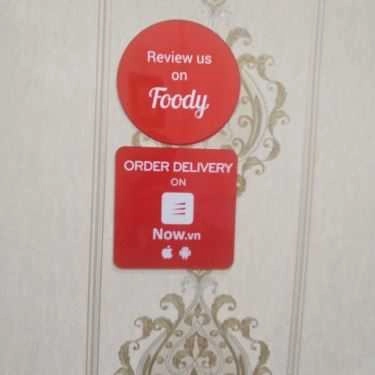 Review us
on
Foody
ORDER DELIVERY
ON
Now.vn